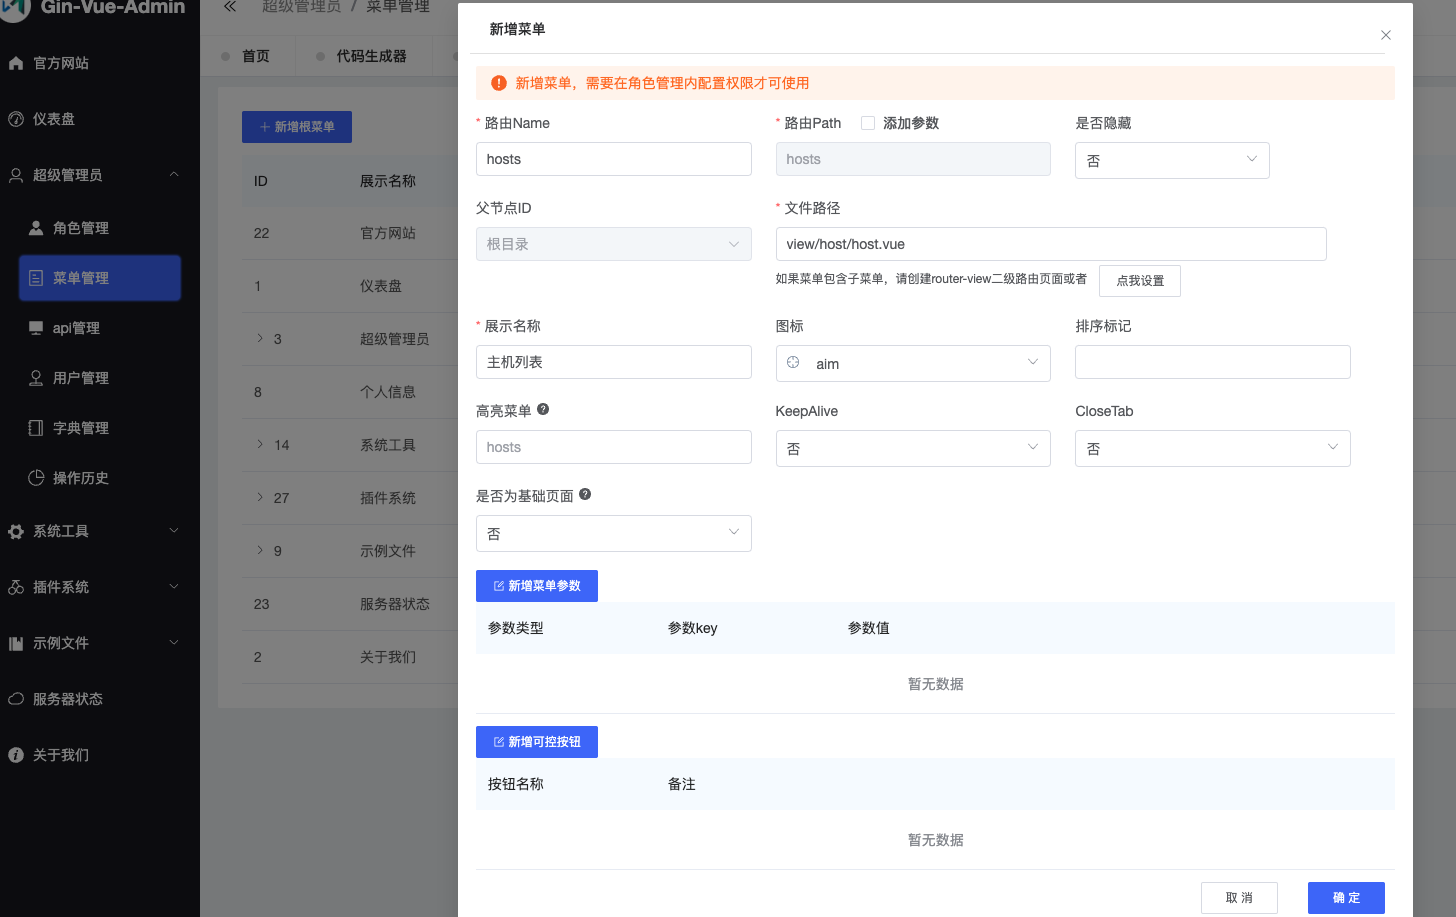 Gin-Vue-Admin
官方网站
仪表盘
超级管理员
角色管理
菜单管理
api管理
用户管理
字典管理
操作历史
系统工具
插件系统
示例文件
服务器状态
关于我们
超级管理员 / 菜单管理
首页
代码生成器
+ 新增根菜单
ID 展示名称
22 官方网站
1 仪表盘
3 超级管理员
8 个人信息
14 系统工具
27 插件系统
9 示例文件
23 服务器状态
2 关于我们
新增菜单
新增菜单，需要在角色管理内配置权限才可使用
* 路由Name
* 路由Path 添加参数
是否隐藏
hosts
hosts
否
父节点ID
* 文件路径
根目录
view/host/host.vue
如果菜单包含子菜单，请创建router-view二级路由页面或者 点我设置
* 展示名称
图标
排序标记
主机列表
aim
高亮菜单
KeepAlive
CloseTab
hosts
否
否
是否为基础页面
否
新增菜单参数
参数类型 参数key 参数值
暂无数据
新增可控按钮
按钮名称 备注
暂无数据
取 消
确 定